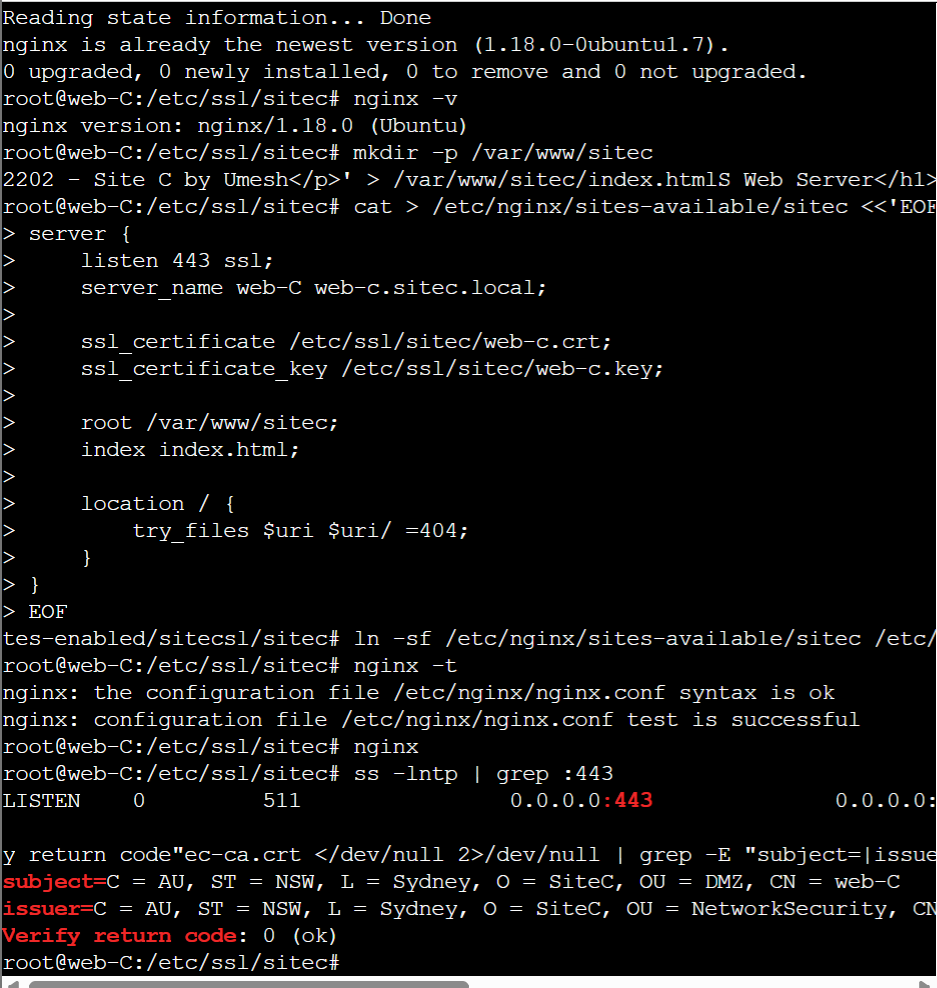 Reading state information... Done
nginx is already the newest version (1.18.0-0ubuntu1.7).
0 upgraded, 0 newly installed, 0 to remove and 0 not upgraded.
root@web-C:/etc/ssl/sitec# nginx -v
nginx version: nginx/1.18.0 (Ubuntu)
root@web-C:/etc/ssl/sitec# mkdir -p /var/www/sitec
2202 - Site C by Umesh</p>' > /var/www/sitec/index.htmlS Web Server</h1>
root@web-C:/etc/ssl/sitec# cat > /etc/nginx/sites-available/sitec <<'EOF
> server {
>     listen 443 ssl;
>     server_name web-C web-c.sitec.local;
>
>     ssl_certificate /etc/ssl/sitec/web-c.crt;
>     ssl_certificate_key /etc/ssl/sitec/web-c.key;
>
>     root /var/www/sitec;
>     index index.html;
>
>     location / {
>         try_files $uri $uri/ =404;
>     }
> }
> EOF
tes-enabled/sitecsl/sitec# ln -sf /etc/nginx/sites-available/sitec /etc/
root@web-C:/etc/ssl/sitec# nginx -t
nginx: the configuration file /etc/nginx/nginx.conf syntax is ok
nginx: configuration file /etc/nginx/nginx.conf test is successful
root@web-C:/etc/ssl/sitec# nginx
root@web-C:/etc/ssl/sitec# ss -lntp | grep :443
LISTEN    0         511                0.0.0.0:443              0.0.0.0:
y return code"ec-ca.crt </dev/null 2>/dev/null | grep -E "subject=|issue
subject=C = AU, ST = NSW, L = Sydney, O = SiteC, OU = DMZ, CN = web-C
issuer=C = AU, ST = NSW, L = Sydney, O = SiteC, OU = NetworkSecurity, CN
Verify return code: 0 (ok)
root@web-C:/etc/ssl/sitec#